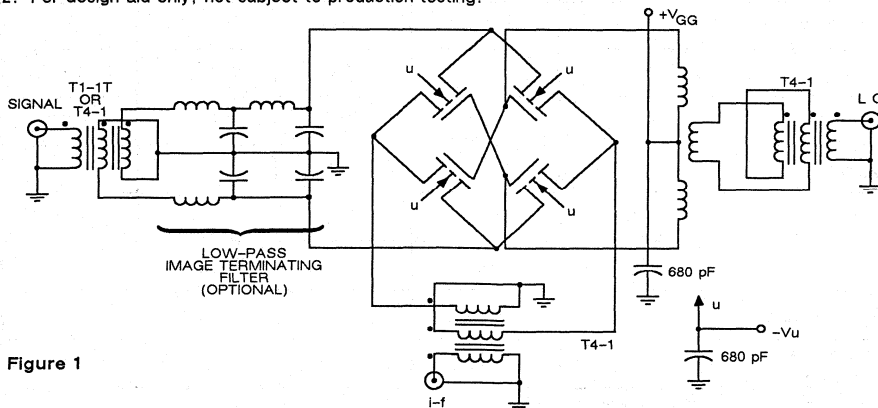 2. For design aid only, not subject to production testing.
+VGG
T1-1T
OR
T4-1
SIGNAL
u
u
T4-1
L O
u
u
LOW-PASS
IMAGE TERMINATING
FILTER
(OPTIONAL)
680 pF
u
-Vu
T4-1
680 pF
Figure 1
i-f